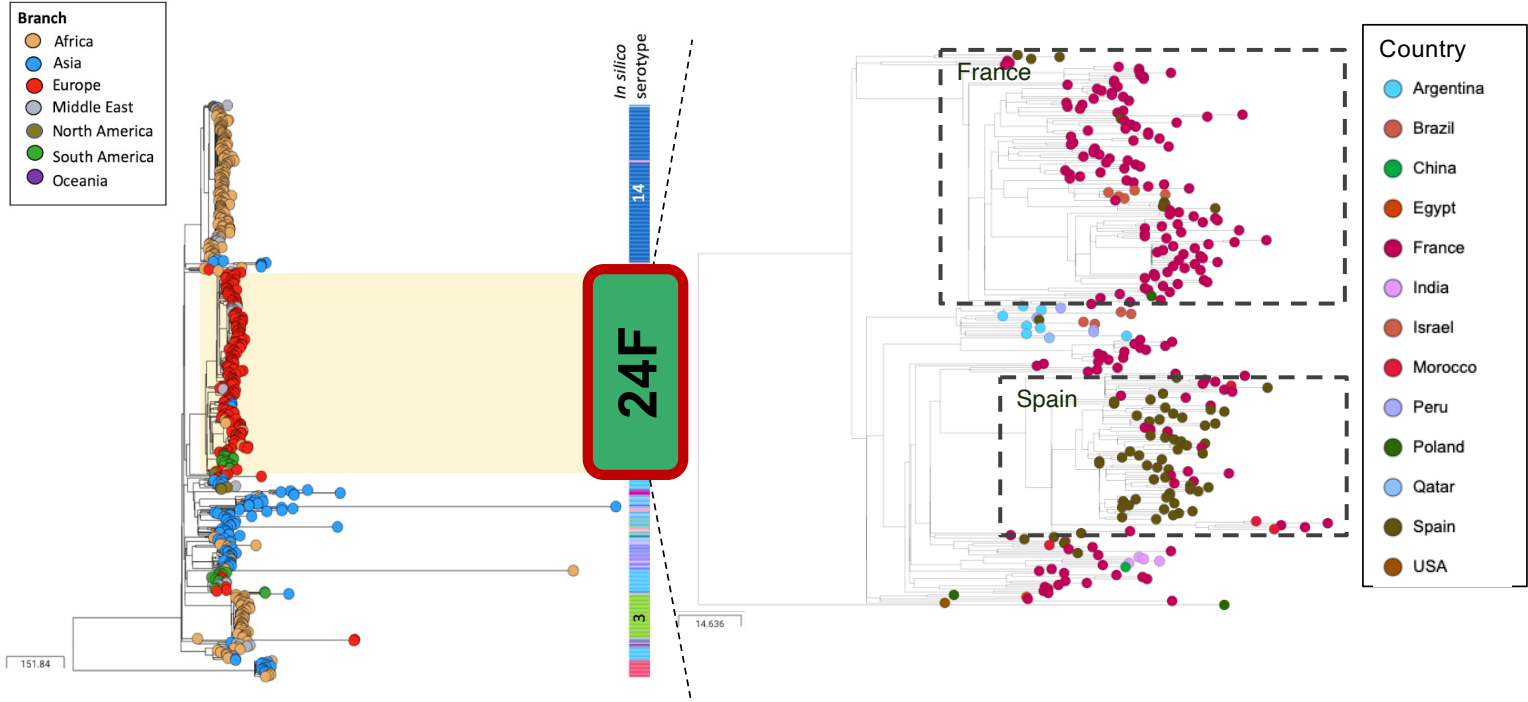 Branch
Africa
Asia
Europe
Middle East
North America
South America
Oceania
In silico
serotype
14
24F
3
151.84
14.636
France
Spain
Country
Argentina
Brazil
China
Egypt
France
India
Israel
Morocco
Peru
Poland
Qatar
Spain
USA